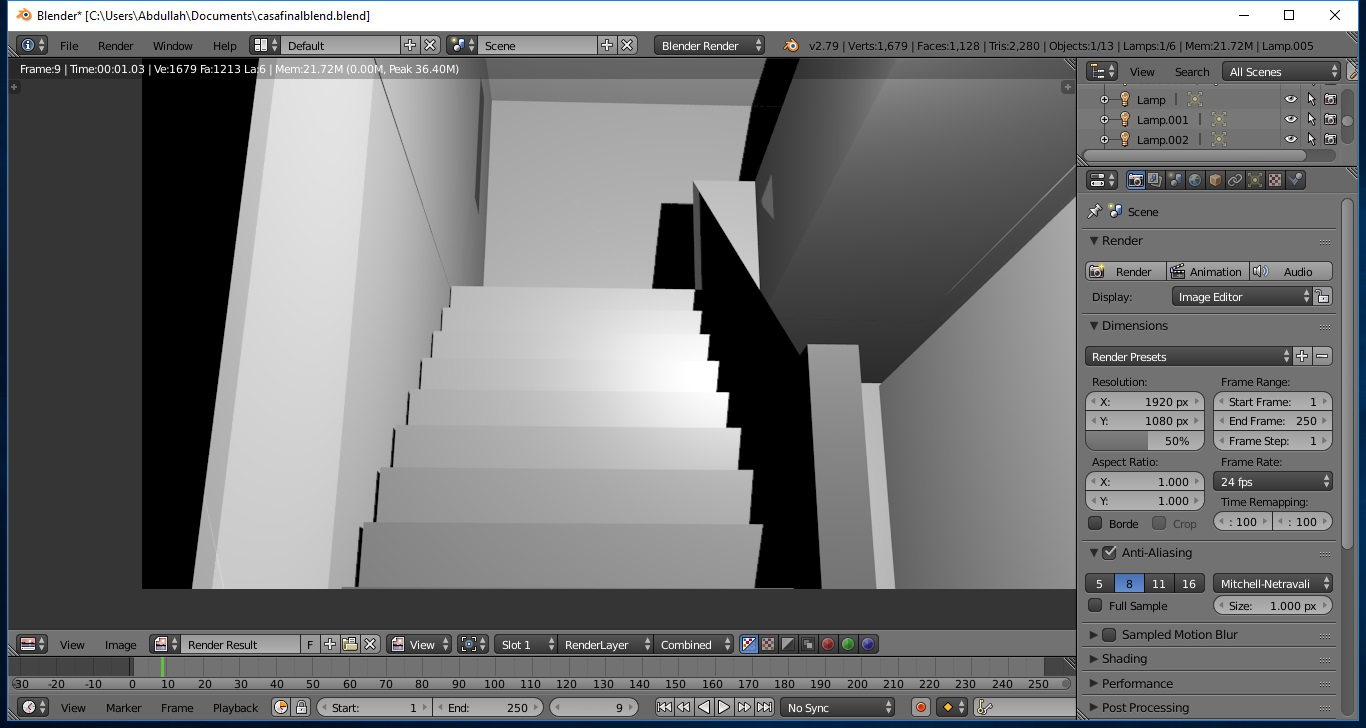 Blender* [C:\Users\Abdullah\Documents\casafinalblend.blend]
File Render Window Help Default Scene Blender Render v2.79 | Verts:1,679 | Faces:1,128 | Tris:2,280 | Objects:1/13 | Lamps:1/6 | Mem:21.72M | Lamp.005
Frame:9 | Time:00:01.03 | Ve:1679 Fa:1213 La:6 | Mem:21.72M (0.00M, Peak 36.40M)
View Search All Scenes
Lamp
Lamp.001
Lamp.002
Scene
Render
Render Animation Audio
Display: Image Editor
Dimensions
Render Presets
Resolution: Frame Range:
X: 1920 px Start Frame: 1
Y: 1080 px End Frame: 250
50% Frame Step: 1
Aspect Ratio: Frame Rate:
X: 1.000 24 fps
Y: 1.000 Time Remapping:
Borde Crop : 100 : 100
Anti-Aliasing
5 8 11 16 Mitchell-Netravali
Full Sample Size: 1.000 px
Sampled Motion Blur
Shading
Performance
Post Processing
View Image Render Result F View Slot 1 RenderLayer Combined
-30 -20 -10 0 10 20 30 40 50 60 70 80 90 100 110 120 130 140 150 160 170 180 190 200 210 220 230 240 250
View Marker Frame Playback Start: 1 End: 250 9 No Sync